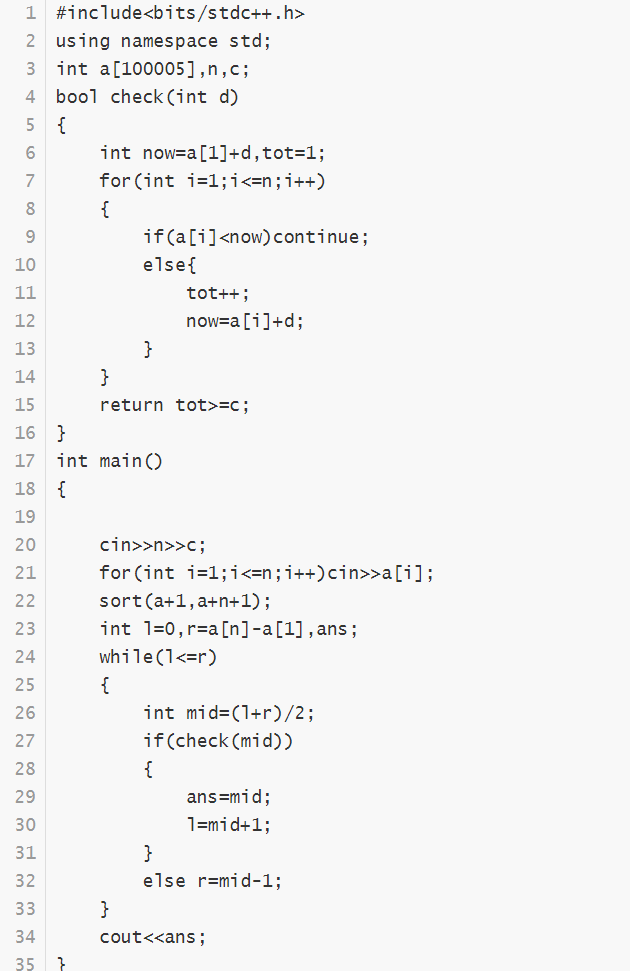 1 #include<bits/stdc++.h>
2 using namespace std;
3 int a[100005],n,c;
4 bool check(int d)
5 {
6     int now=a[1]+d,tot=1;
7     for(int i=1;i<=n;i++)
8     {
9         if(a[i]<now)continue;
10         else{
11             tot++;
12             now=a[i]+d;
13         }
14     }
15     return tot>=c;
16 }
17 int main()
18 {
19
20     cin>>n>>c;
21     for(int i=1;i<=n;i++)cin>>a[i];
22     sort(a+1,a+n+1);
23     int l=0,r=a[n]-a[1],ans;
24     while(l<=r)
25     {
26         int mid=(l+r)/2;
27         if(check(mid))
28         {
29             ans=mid;
30             l=mid+1;
31         }
32         else r=mid-1;
33     }
34     cout<<ans;
35 }